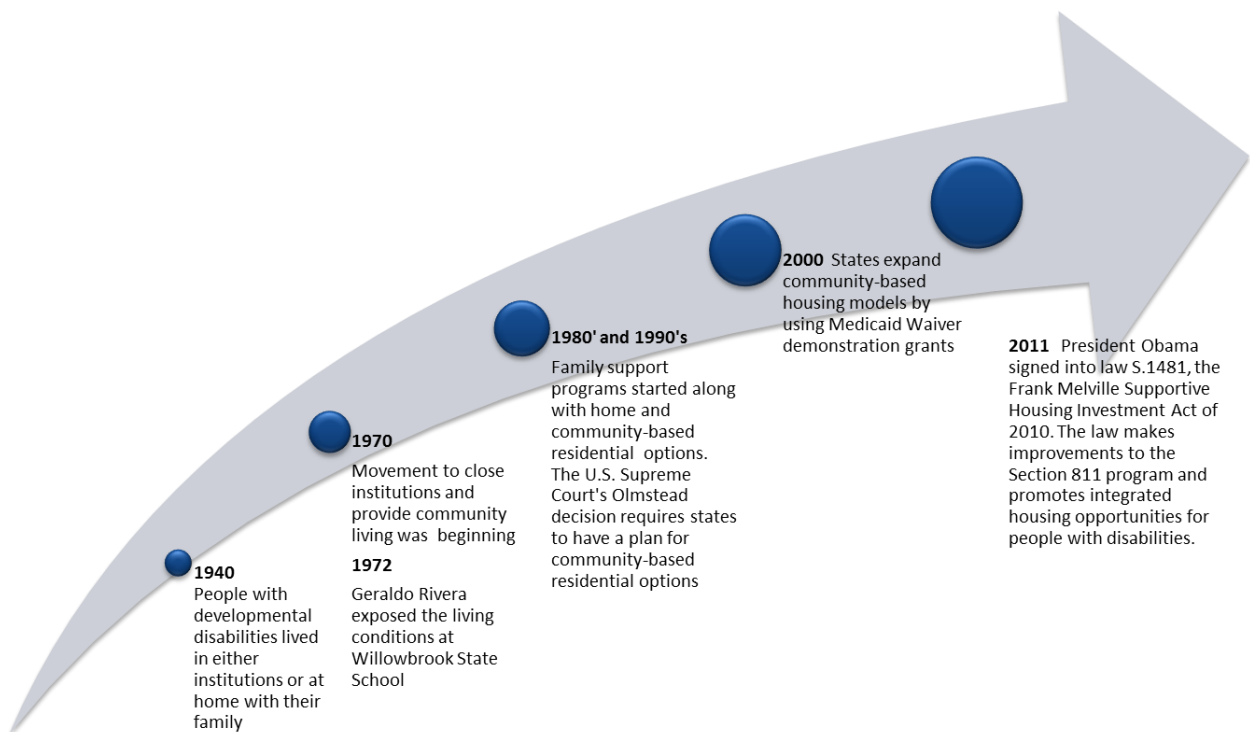 1940
People with
developmental
disabilities lived
in either
institutions or at
home with their
family
1970
Movement to close
institutions and
provide community
living was beginning
1972
Geraldo Rivera
exposed the living
conditions at
Willowbrook State
School
1980' and 1990's
Family support
programs started along
with home and
community-based
residential options.
The U.S. Supreme
Court's Olmstead
decision requires states
to have a plan for
community-based
residential options
2000 States expand
community-based
housing models by
using Medicaid Waiver
demonstration grants
2011 President Obama
signed into law S.1481, the
Frank Melville Supportive
Housing Investment Act of
2010. The law makes
improvements to the
Section 811 program and
promotes integrated
housing opportunities for
people with disabilities.